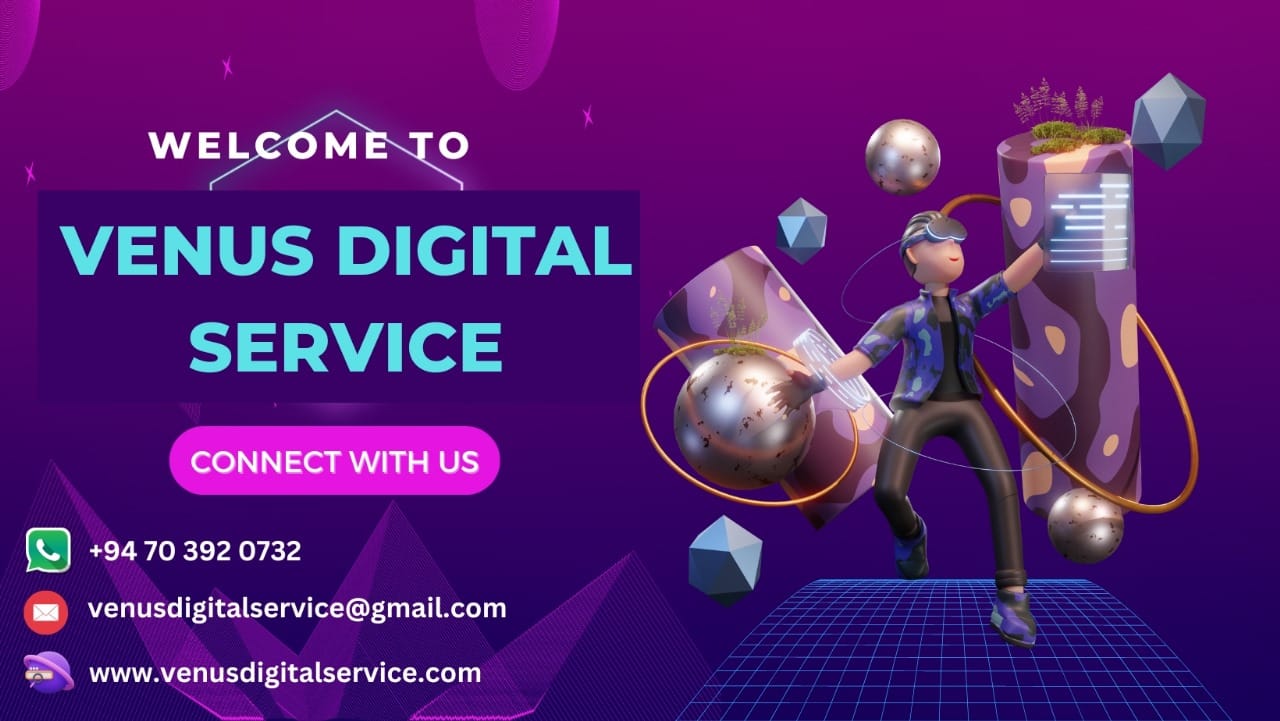 WELCOME TO
VENUS DIGITAL
SERVICE
CONNECT WITH US
+94 70 392 0732
venusdigitalservice@gmail.com
www.venusdigitalservice.com